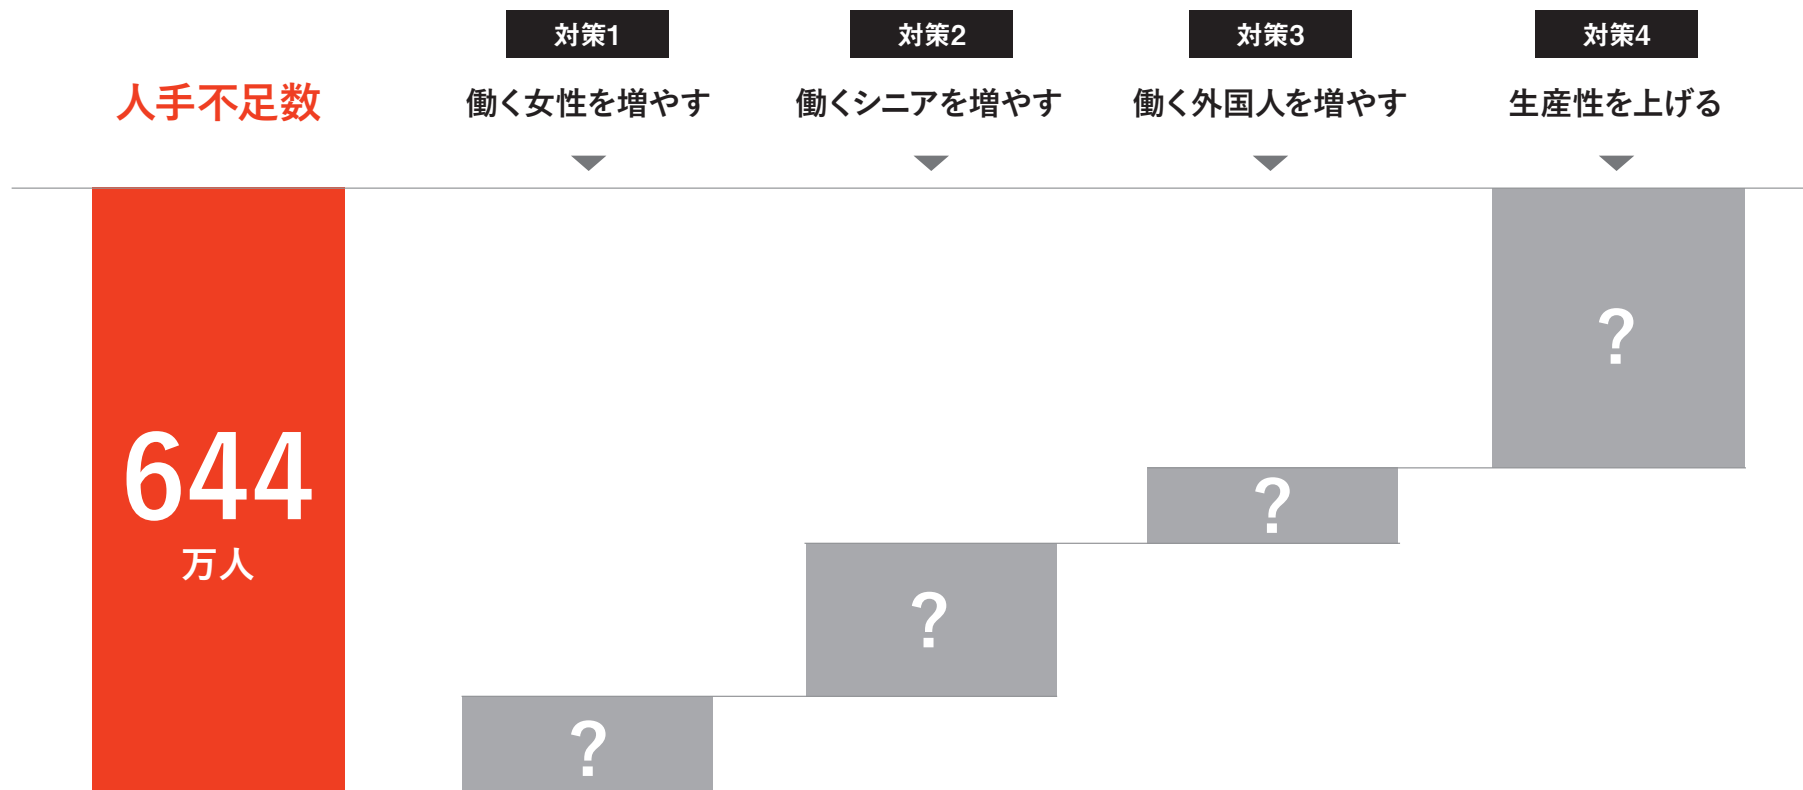 対策1
対策2
対策3
対策4
人手不足数
働く女性を増やす
働くシニアを増やす
働く外国人を増やす
生産性を上げる
644
万人
?
?
?
?